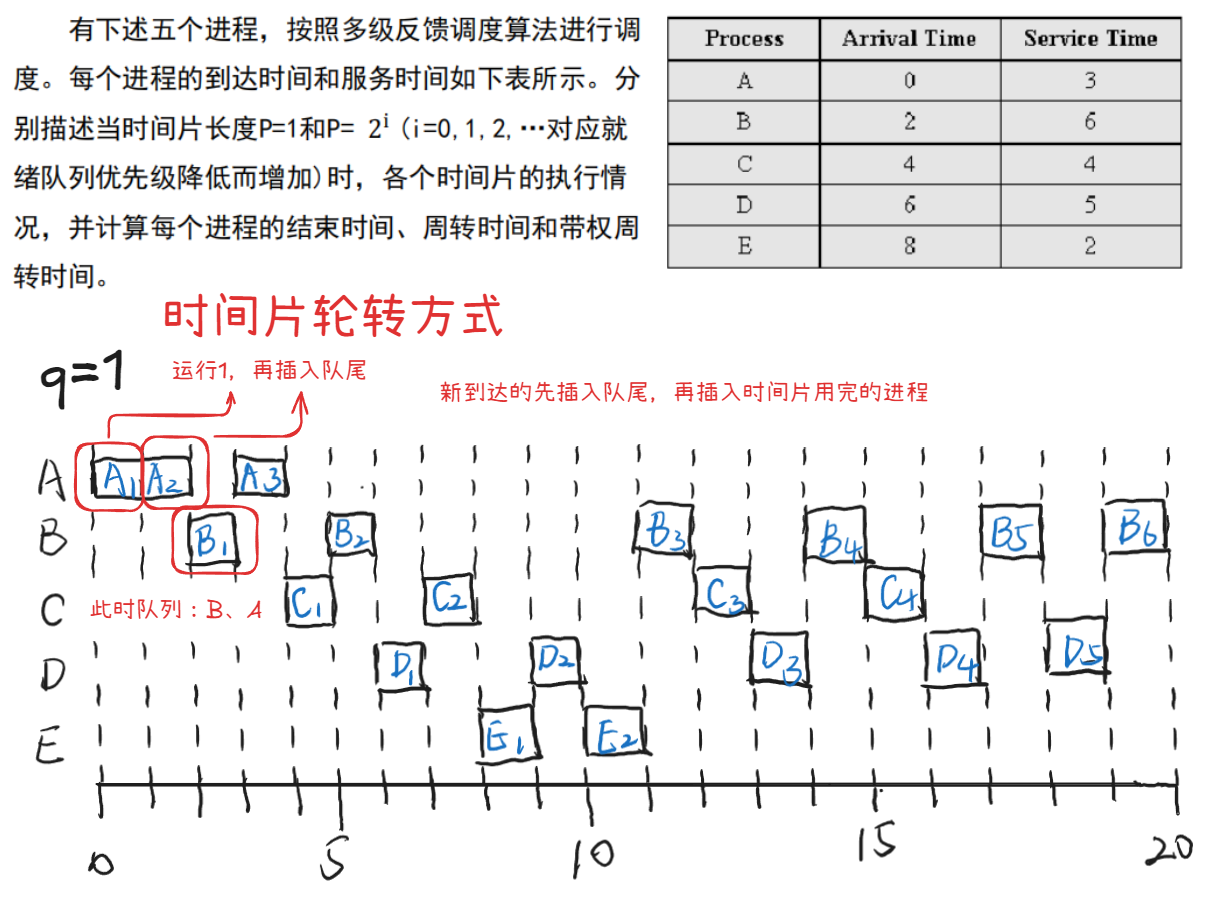 有下述五个进程，按照多级反馈调度算法进行调
度。每个进程的到达时间和服务时间如下表所示。分
别描述当时间片长度P=1和P= 2ⁱ（i=0,1,2,…对应就
绪队列优先级降低而增加)时，各个时间片的执行情
况，并计算每个进程的结束时间、周转时间和带权周
转时间。
Process Arrival Time Service Time
A 0 3
B 2 6
C 4 4
D 6 5
E 8 2
时间片轮转方式
q=1
运行1，再插入队尾
新到达的先插入队尾，再插入时间片用完的进程
A A1 A2 A3
B B1 B2 B3 B4 B5 B6
C 此时队列：B、A C1 C2 C3 C4
D D1 D2 D3 D4 D5
E E1 E2
0 5 10 15 20